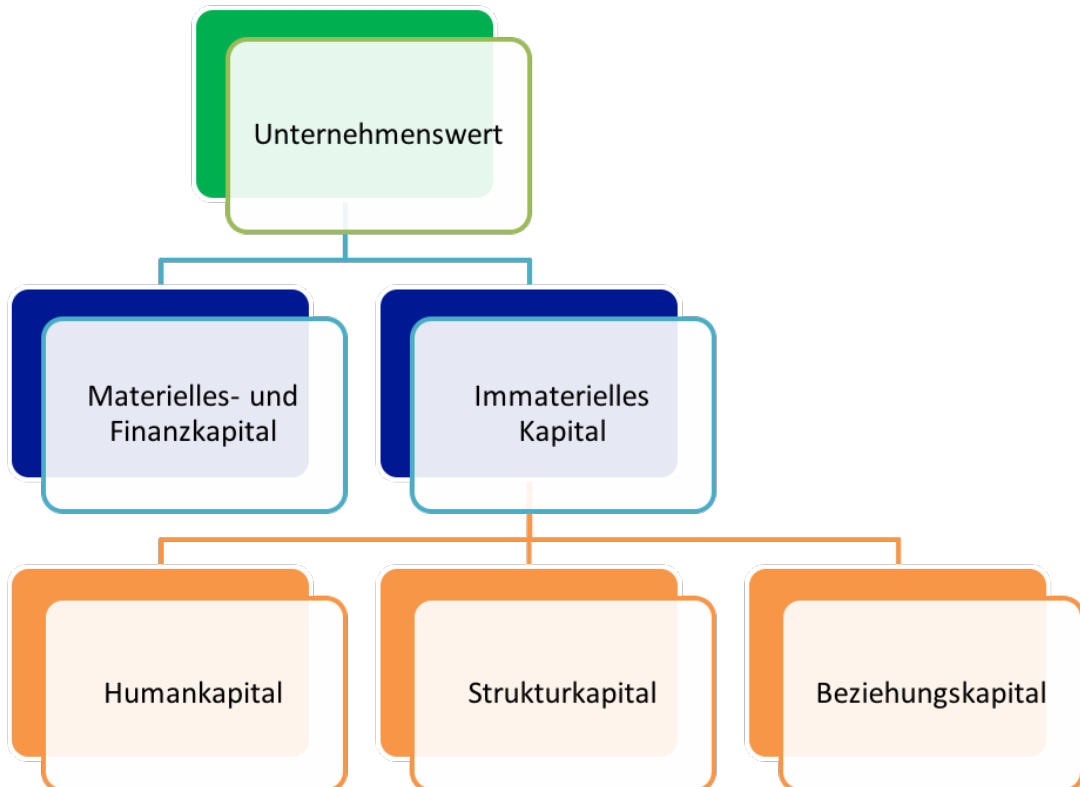 Unternehmenswert
Materielles- und
Finanzkapital
Immaterielles
Kapital
Humankapital
Strukturkapital
Beziehungskapital